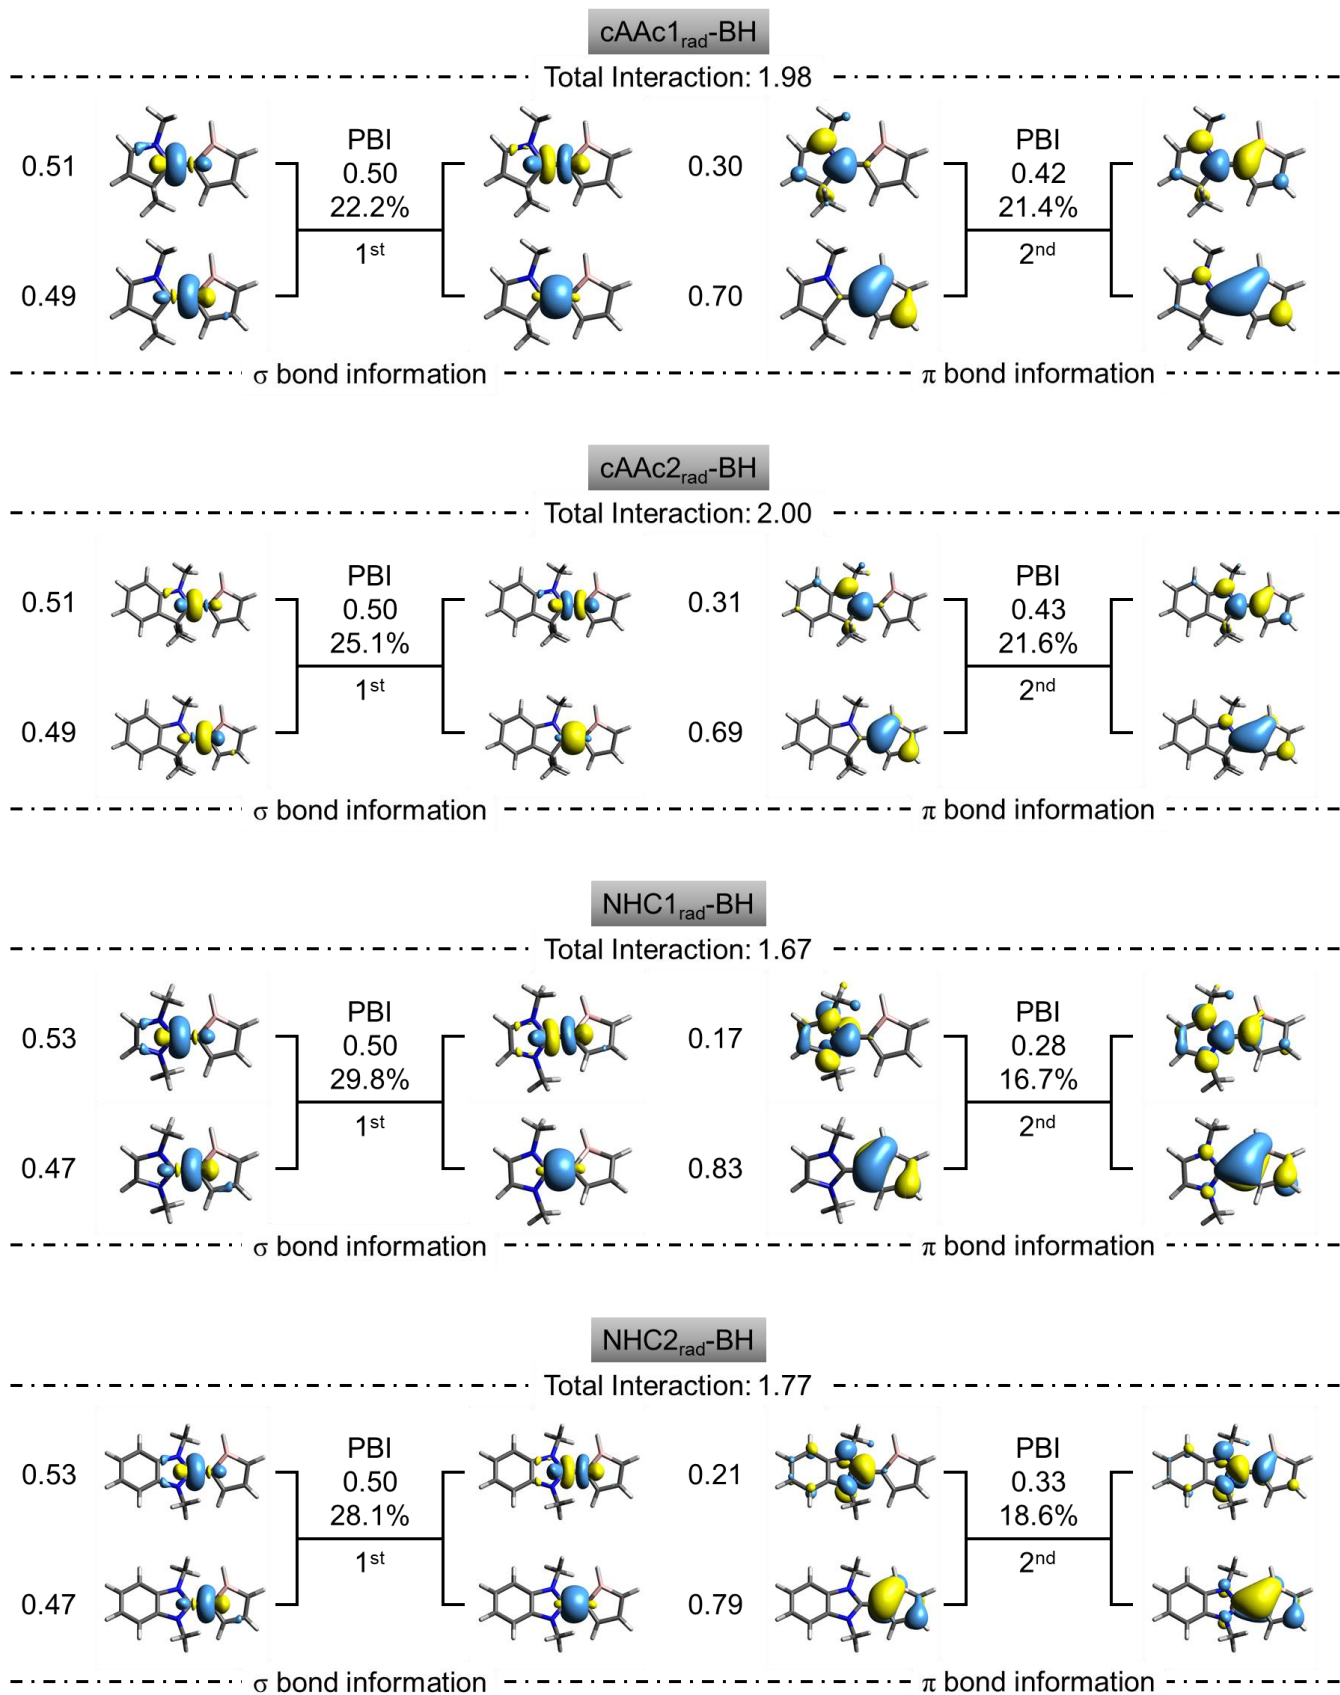 cAAc1rad-BH
Total Interaction: 1.98
0.51 PBI 0.30 PBI
0.50 0.42
22.2% 21.4%
1st 2nd
0.49 0.70
σ bond information π bond information
cAAc2rad-BH
Total Interaction: 2.00
0.51 PBI 0.31 PBI
0.50 0.43
25.1% 21.6%
1st 2nd
0.49 0.69
σ bond information π bond information
NHC1rad-BH
Total Interaction: 1.67
0.53 PBI 0.17 PBI
0.50 0.28
29.8% 16.7%
1st 2nd
0.47 0.83
σ bond information π bond information
NHC2rad-BH
Total Interaction: 1.77
0.53 PBI 0.21 PBI
0.50 0.33
28.1% 18.6%
1st 2nd
0.47 0.79
σ bond information π bond information